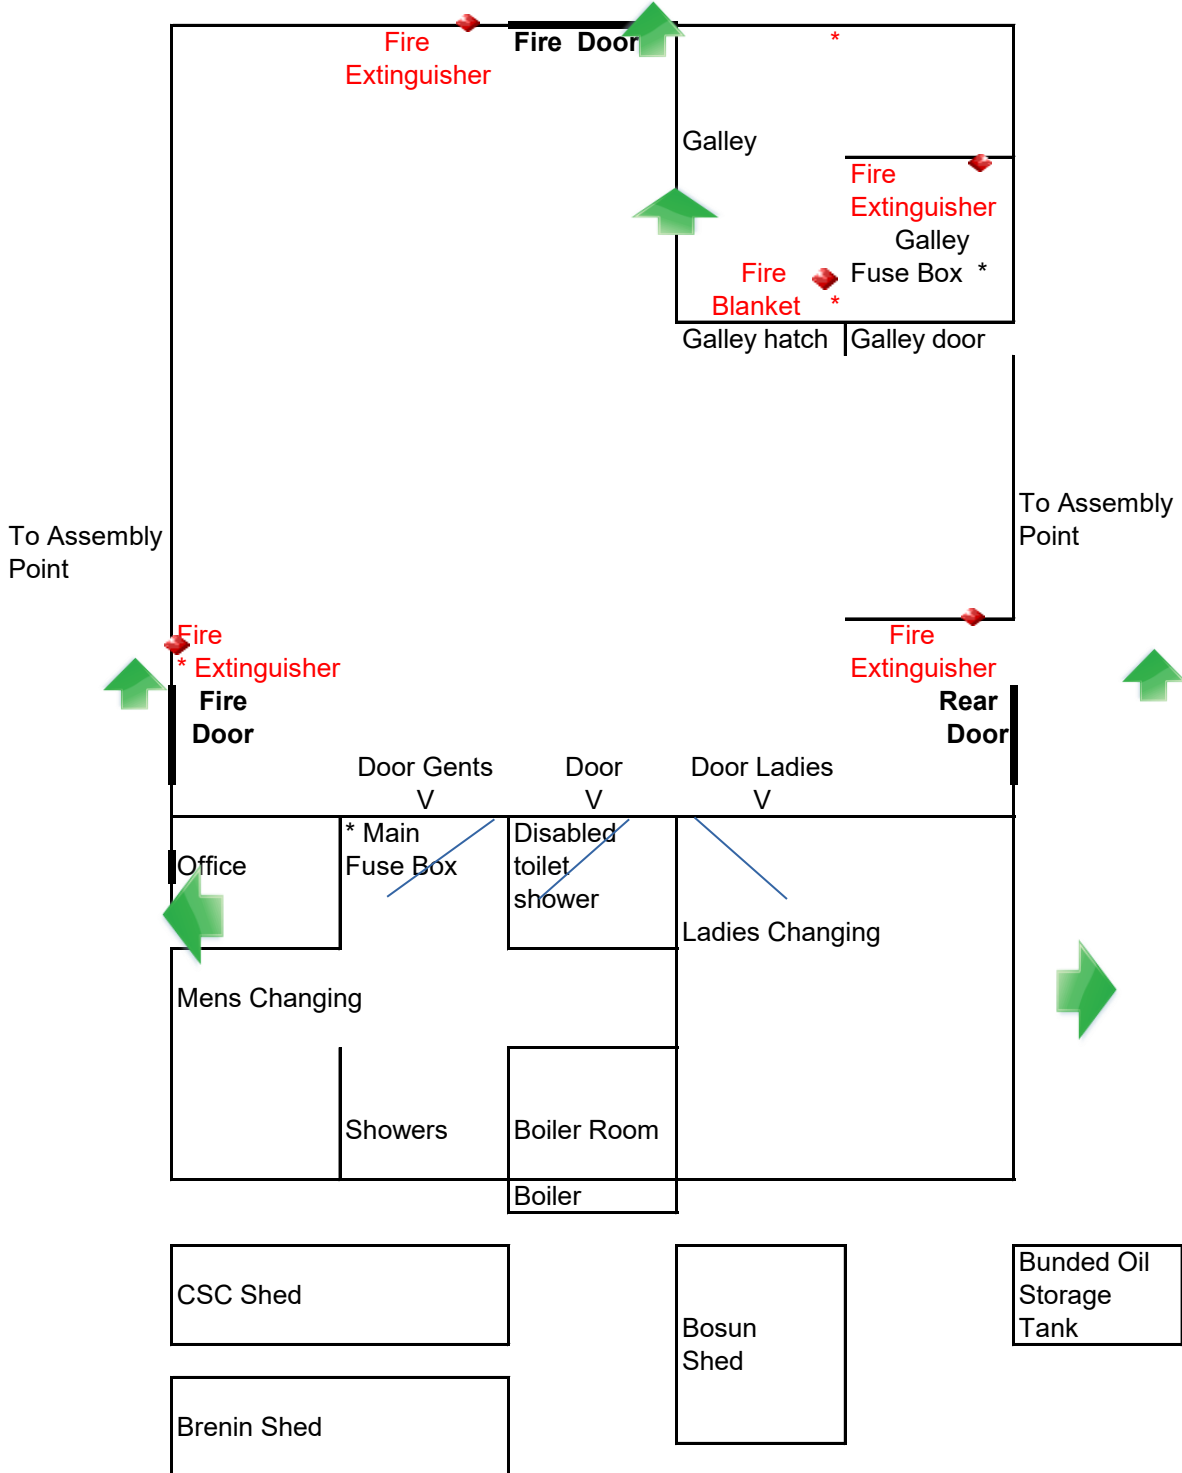 Fire
Extinguisher
Fire  Door
*
Galley
Fire
Extinguisher
Galley
Fuse Box  *
Fire
Blanket  *
Galley hatch
Galley door
To Assembly
Point
To Assembly
Point
Fire
* Extinguisher
Fire
Door
Fire
Extinguisher
Rear
Door
Door Gents
V
Door
V
Door Ladies
V
Office
* Main
Fuse Box
Disabled
toilet
shower
Ladies Changing
Mens Changing
Showers
Boiler Room
Boiler
CSC Shed
Bosun
Shed
Bunded Oil
Storage
Tank
Brenin Shed